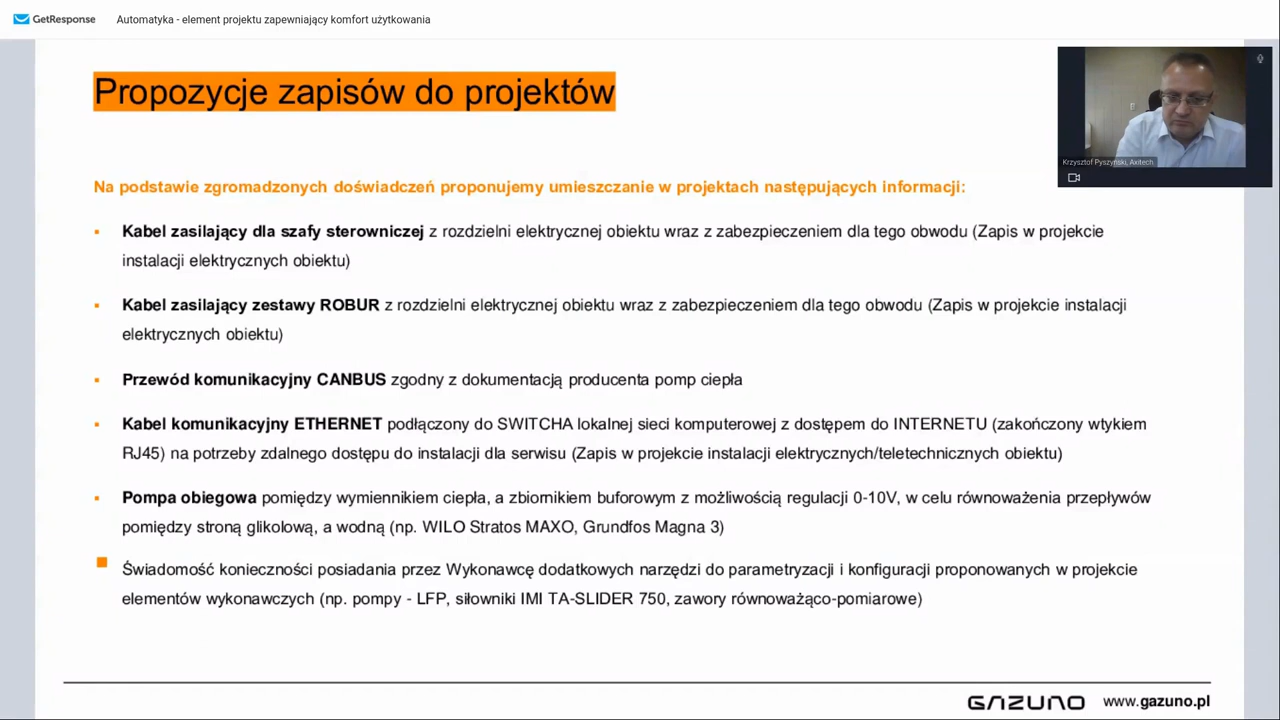 GetResponse Automatyka - element projektu zapewniający komfort użytkowania
Propozycje zapisów do projektów
Krzysztof Pyszyński, Axitech
Na podstawie zgromadzonych doświadczeń proponujemy umieszczanie w projektach następujących informacji:
Kabel zasilający dla szafy sterowniczej z rozdzielni elektrycznej obiektu wraz z zabezpieczeniem dla tego obwodu (Zapis w projekcie
instalacji elektrycznych obiektu)
Kabel zasilający zestawy ROBUR z rozdzielni elektrycznej obiektu wraz z zabezpieczeniem dla tego obwodu (Zapis w projekcie instalacji
elektrycznych obiektu)
Przewód komunikacyjny CANBUS zgodny z dokumentacją producenta pomp ciepła
Kabel komunikacyjny ETHERNET podłączony do SWITCHA lokalnej sieci komputerowej z dostępem do INTERNETU (zakończony wtykiem
RJ45) na potrzeby zdalnego dostępu do instalacji dla serwisu (Zapis w projekcie instalacji elektrycznych/teletechnicznych obiektu)
Pompa obiegowa pomiędzy wymiennikiem ciepła, a zbiornikiem buforowym z możliwością regulacji 0-10V, w celu równoważenia przepływów
pomiędzy stroną glikolową, a wodną (np. WILO Stratos MAXO, Grundfos Magna 3)
Świadomość konieczności posiadania przez Wykonawcę dodatkowych narzędzi do parametryzacji i konfiguracji proponowanych w projekcie
elementów wykonawczych (np. pompy - LFP, siłowniki IMI TA-SLIDER 750, zawory równoważąco-pomiarowe)
GAZUNO www.gazuno.pl